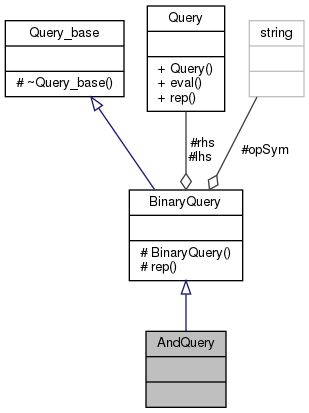 Query_base
# ~Query_base()
Query
+ Query()
+ eval()
+ rep()
string
#rhs
#lhs
#opSym
BinaryQuery
# BinaryQuery()
# rep()
AndQuery